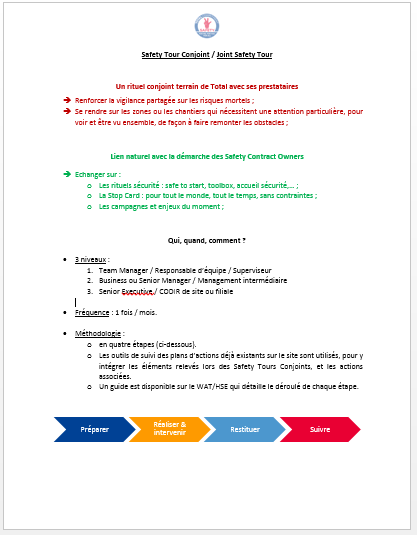 Safety Tour Conjoint / Joint Safety Tour
Un rituel conjoint terrain de Total avec ses prestataires
➔ Renforcer la vigilance partagée sur les risques mortels ;
➔ Se rendre sur les zones ou les chantiers qui nécessitent une attention particulière, pour
voir et être vu ensemble, de façon à faire remonter les obstacles ;
Lien naturel avec la démarche des Safety Contract Owners
➔ Echanger sur :
o Les rituels sécurité : safe to start, toolbox, accueil sécurité,... ;
o La Stop Card : pour tout le monde, tout le temps, sans contraintes ;
o Les campagnes et enjeux du moment ;
Qui, quand, comment ?
• 3 niveaux :
1. Team Manager / Responsable d'équipe / Superviseur
2. Business ou Senior Manager / Management intermédiaire
3. Senior Executive / CODIR de site ou filiale
• Fréquence : 1 fois / mois.
• Méthodologie :
o en quatre étapes (ci-dessous).
o Les outils de suivi des plans d'actions déjà existants sur le site sont utilisés, pour y
intégrer les éléments relevés lors des Safety Tours Conjoints, et les actions
associées.
o Un guide est disponible sur le WAT/HSE qui détaille le déroulé de chaque étape.
Préparer
Réaliser &
intervenir
Restituer
Suivre